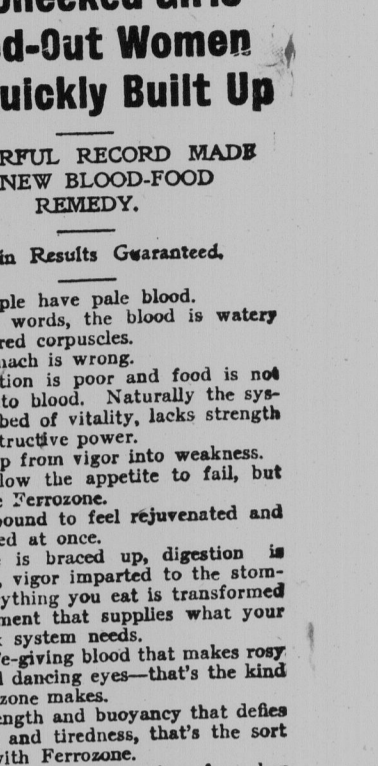 d-Out Women
uickly Built Up
RFUL RECORD MADE
NEW BLOOD-FOOD
REMEDY.
in Results Guaranteed.
ple have pale blood.
words, the blood is watery
red corpuscles.
nach is wrong.
tion is poor and food is not
to blood. Naturally the sys-
bed of vitality, lacks strength
tructive power.
p from vigor into weakness.
low the appetite to fail, but
e Ferrozone.
bound to feel rejuvenated and
ed at once.
is braced up, digestion is
, vigor imparted to the stom-
ything you eat is transformed
ment that supplies what your
system needs.
e-giving blood that makes rosy
d dancing eyes—that's the kind
zone makes.
ength and buoyancy that defies
and tiredness, that's the sort
with Ferrozone.